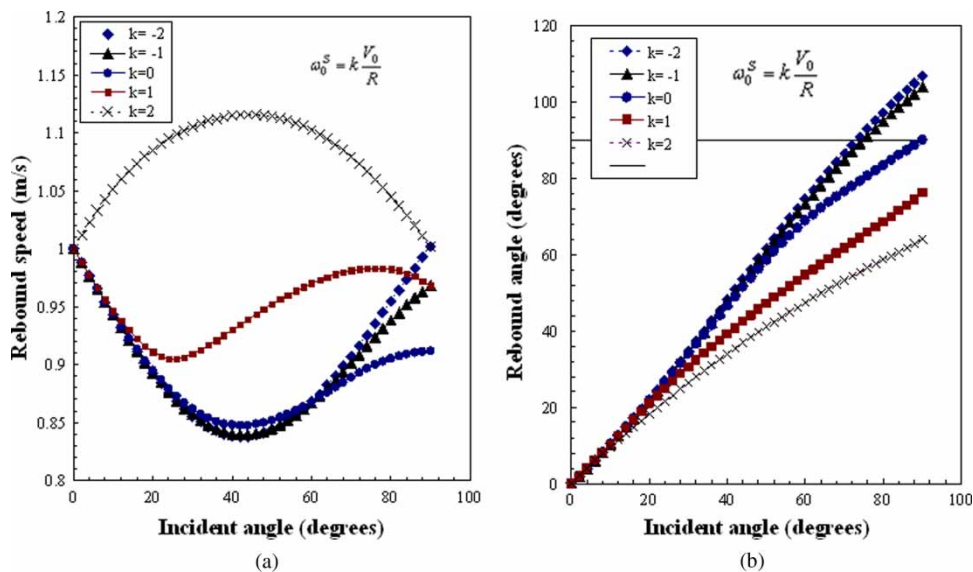 1.2
1.15
1.1
1.05
1
0.95
0.9
0.85
0.8
Rebound speed (m/s)
k= -2
k= -1
k=0
k=1
k=2
ω₀ˢ = k V₀/R
0 20 40 60 80 100
Incident angle (degrees)
(a)
120
100
80
60
40
20
0
Rebound angle (degrees)
k= -2
k= -1
k=0
k=1
k=2
ω₀ˢ = k V₀/R
0 20 40 60 80 100
Incident angle (degrees)
(b)